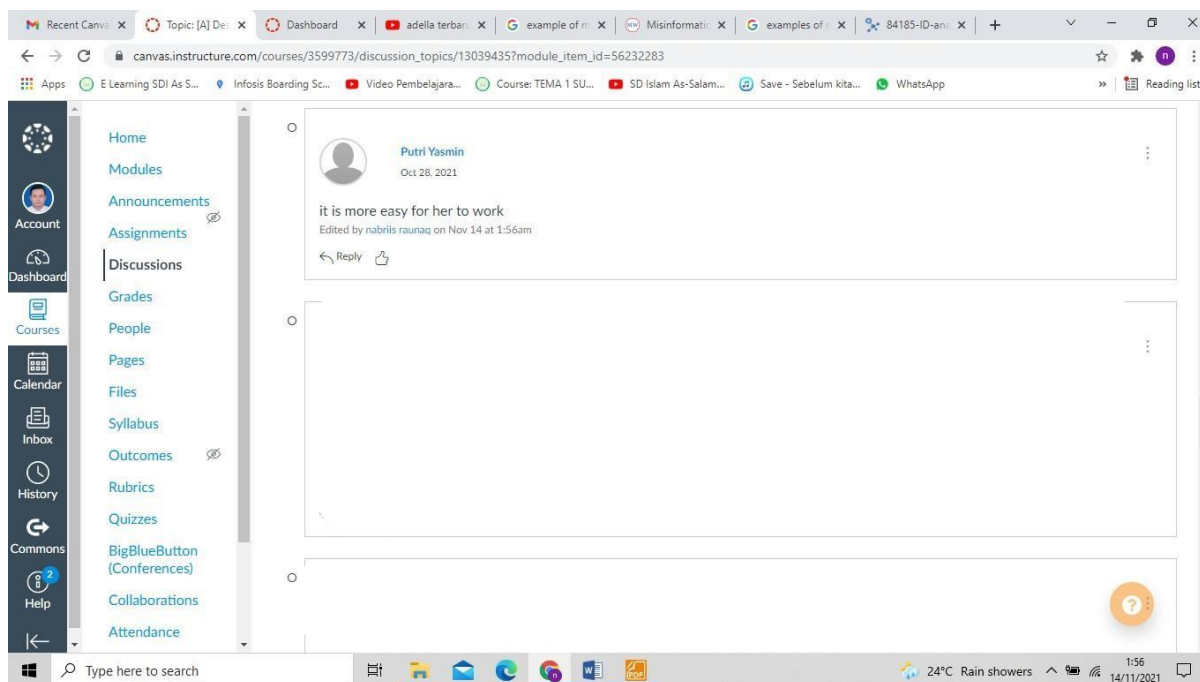 Recent Canva
Topic: [A] De
Dashboard
adella terbar
example of m
Misinformatic
examples of
84185-ID-ana
canvas.instructure.com/courses/3599773/discussion_topics/13039435?module_item_id=56232283
Apps
E Learning SDI As S...
Infosis Boarding Sc...
Video Pembelajara...
Course: TEMA 1 SU...
SD Islam As-Salam...
Save - Sebelum kita...
WhatsApp
»
Reading list
Account
Dashboard
Courses
Calendar
Inbox
History
Commons
2
Help
Home
Modules
Announcements
Assignments
Discussions
Grades
People
Pages
Files
Syllabus
Outcomes
Rubrics
Quizzes
BigBlueButton
(Conferences)
Collaborations
Attendance
Putri Yasmin
Oct 28, 2021
it is more easy for her to work
Edited by nabriis raunaq on Nov 14 at 1:56am
Reply
Type here to search
24°C Rain showers
1:56
14/11/2021